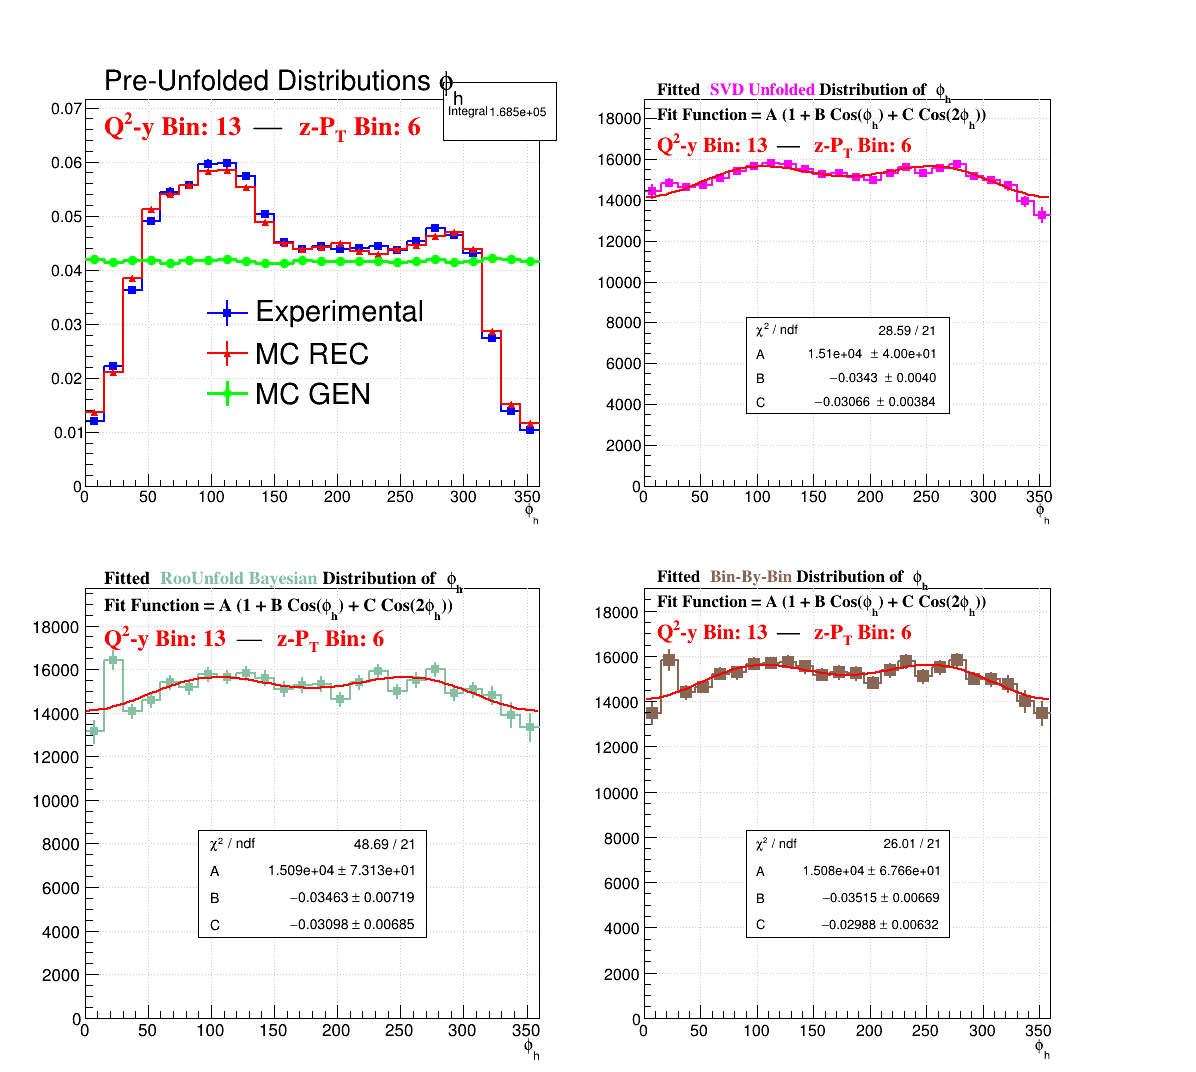 Pre-Unfolded Distributions ϕh
Integral 1.685e+05
Q²-y Bin: 13 — z-PT Bin: 6
0.07
0.06
0.05
0.04
0.03
0.02
0.01
0
Experimental
MC REC
MC GEN
0 50 100 150 200 250 300 350
ϕh
Fitted SVD Unfolded Distribution of ϕh
Fit Function = A (1 + B Cos(ϕh) + C Cos(2ϕh))
Q²-y Bin: 13 — z-PT Bin: 6
18000
16000
14000
12000
10000
8000
6000
4000
2000
0
χ² / ndf 28.59 / 21
A 1.51e+04 ± 4.00e+01
B −0.0343 ± 0.0040
C −0.03066 ± 0.00384
0 50 100 150 200 250 300 350
ϕh
Fitted RooUnfold Bayesian Distribution of ϕh
Fit Function = A (1 + B Cos(ϕh) + C Cos(2ϕh))
Q²-y Bin: 13 — z-PT Bin: 6
18000
16000
14000
12000
10000
8000
6000
4000
2000
0
χ² / ndf 48.69 / 21
A 1.509e+04 ± 7.313e+01
B −0.03463 ± 0.00719
C −0.03098 ± 0.00685
0 50 100 150 200 250 300 350
ϕh
Fitted Bin-By-Bin Distribution of ϕh
Fit Function = A (1 + B Cos(ϕh) + C Cos(2ϕh))
Q²-y Bin: 13 — z-PT Bin: 6
18000
16000
14000
12000
10000
8000
6000
4000
2000
0
χ² / ndf 26.01 / 21
A 1.508e+04 ± 6.766e+01
B −0.03515 ± 0.00669
C −0.02988 ± 0.00632
0 50 100 150 200 250 300 350
ϕh